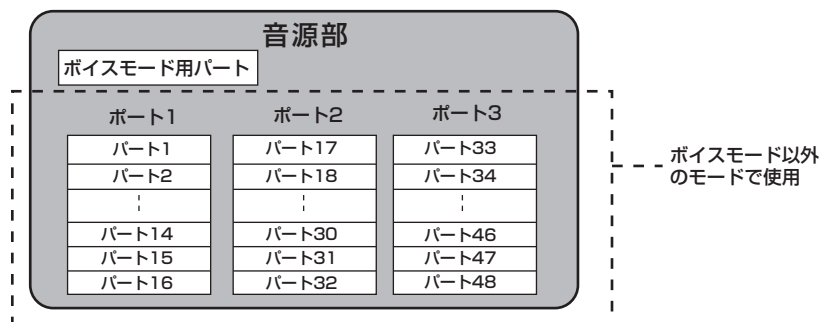 音源部
ボイスモード用パート
ポート1
ポート2
ポート3
パート1
パート17
パート33
パート2
パート18
パート34
パート14
パート30
パート46
パート15
パート31
パート47
パート16
パート32
パート48
ボイスモード以外
のモードで使用